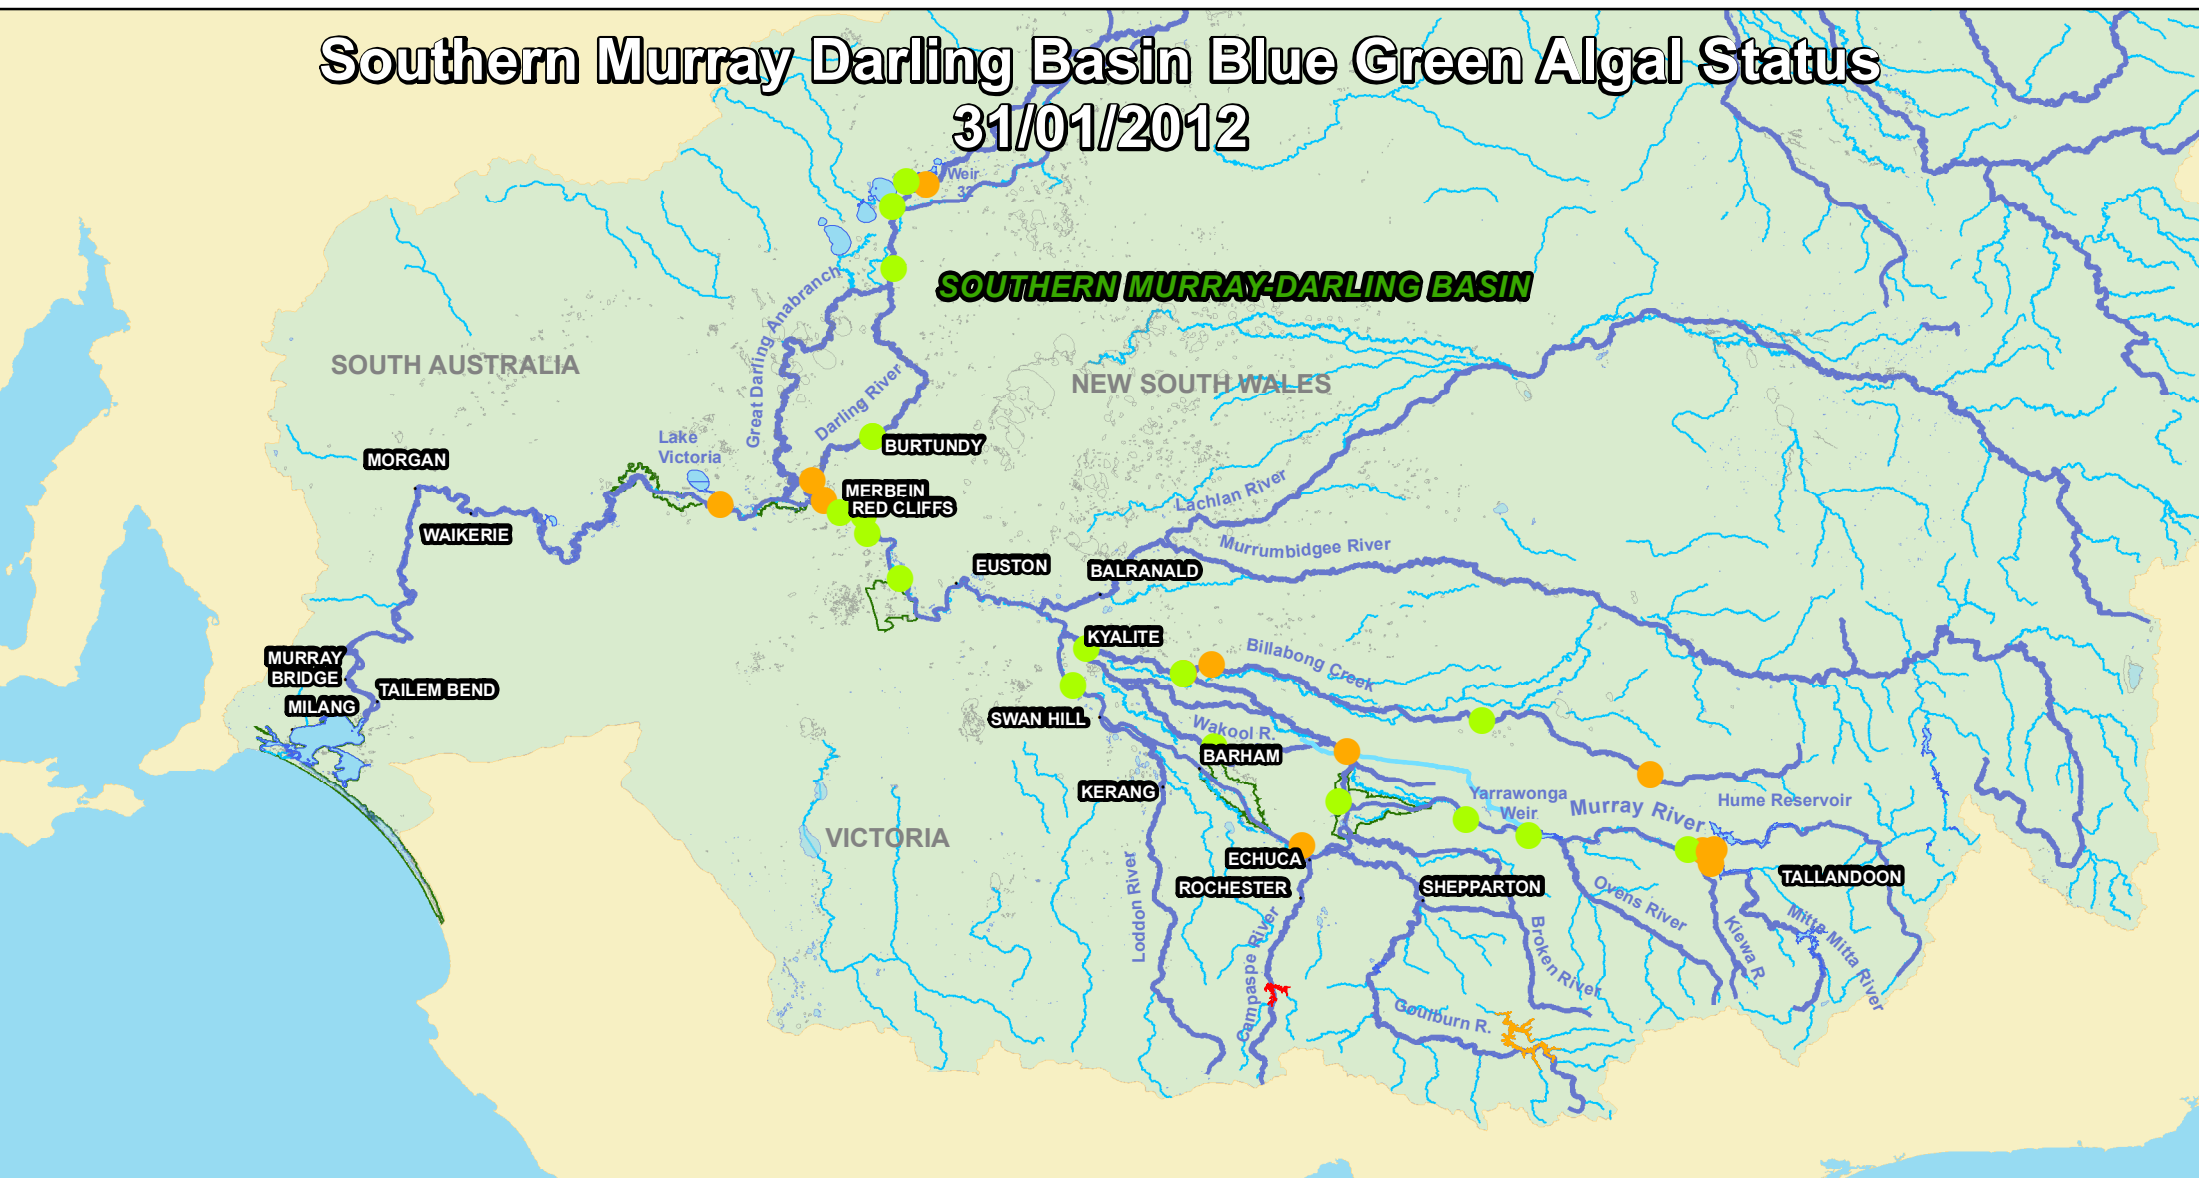 Southern Murray Darling Basin Blue Green Algal Status
31/01/2012
Weir
32
SOUTHERN MURRAY-DARLING BASIN
Great Darling Anabranch
SOUTH AUSTRALIA
NEW SOUTH WALES
Darling River
Lake
Victoria
BURTUNDY
MORGAN
MERBEIN
RED CLIFFS
Lachlan River
WAIKERIE
Murrumbidgee River
EUSTON
BALRANALD
KYALITE
Billabong Creek
MURRAY
BRIDGE
TAILEM BEND
MILANG
SWAN HILL
Wakool R.
BARHAM
KERANG
Yarrawonga
Weir
Murray River
Hume Reservoir
VICTORIA
ECHUCA
ROCHESTER
SHEPPARTON
TALLANDOON
Loddon River
Campaspe River
Ovens River
Broken River
Kiewa R
Mitta Mitta River
Goulburn R.